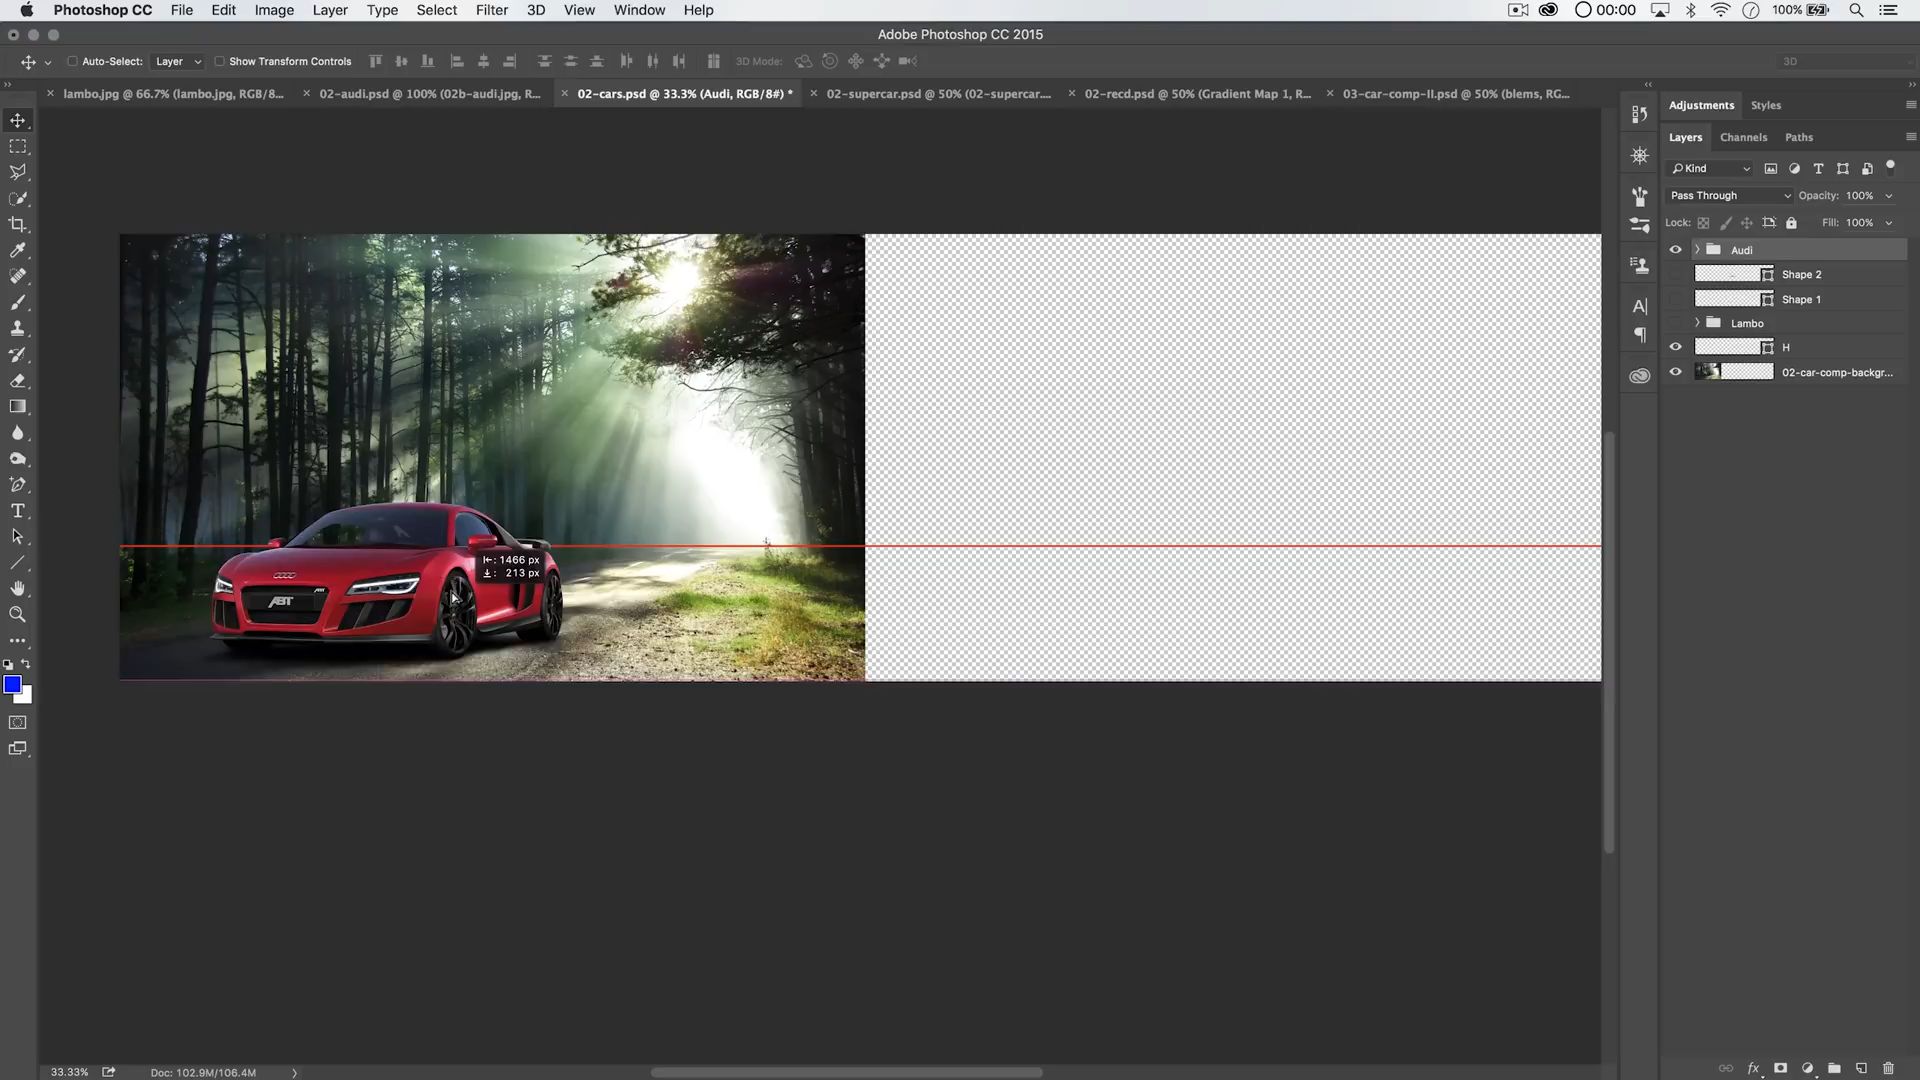 Photoshop CC File Edit Image Layer Type Select Filter 3D View Window Help 00:00 100%
Adobe Photoshop CC 2015
Auto-Select: Layer Show Transform Controls 3D Mode: 3D
lambo.jpg @ 66.7% (lambo.jpg, RGB/8... 02-audi.psd @ 100% (02b-audi.jpg, R... 02-cars.psd @ 33.3% (Audi, RGB/8#) * 02-supercar.psd @ 50% (02-supercar.... 02-recd.psd @ 50% (Gradient Map 1, R... 03-car-comp-II.psd @ 50% (blems, RG...
Adjustments Styles
Layers Channels Paths
Kind
Pass Through Opacity: 100%
Lock: Fill: 100%
Audi
Shape 2
Shape 1
Lambo
H
02-car-comp-backgr...
: 1466 px
: 213 px
ABT
33.33% Doc: 102.9M/106.4M